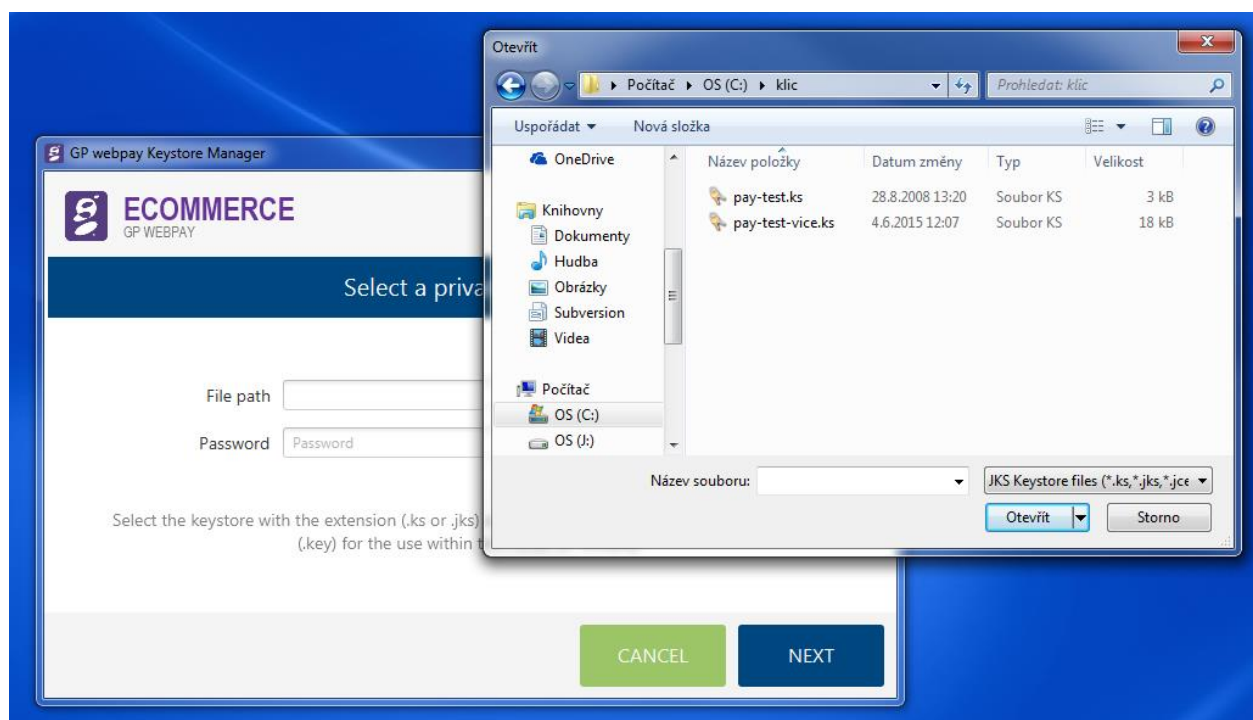 Otevřít
Počítač ▸ OS (C:) ▸ klic
Prohledat: klic
Uspořádat
Nová složka
OneDrive
Knihovny
Dokumenty
Hudba
Obrázky
Subversion
Videa
Počítač
OS (C:)
OS (J:)
Název položky Datum změny Typ Velikost
pay-test.ks 28.8.2008 13:20 Soubor KS 3 kB
pay-test-vice.ks 4.6.2015 12:07 Soubor KS 18 kB
Název souboru:
JKS Keystore files (*.ks,*.jks,*.jce
Otevřít
Storno
GP webpay Keystore Manager
ECOMMERCE
GP WEBPAY
Select a priva
File path
Password Password
Select the keystore with the extension (.ks or .jks)
(.key) for the use within t
CANCEL
NEXT